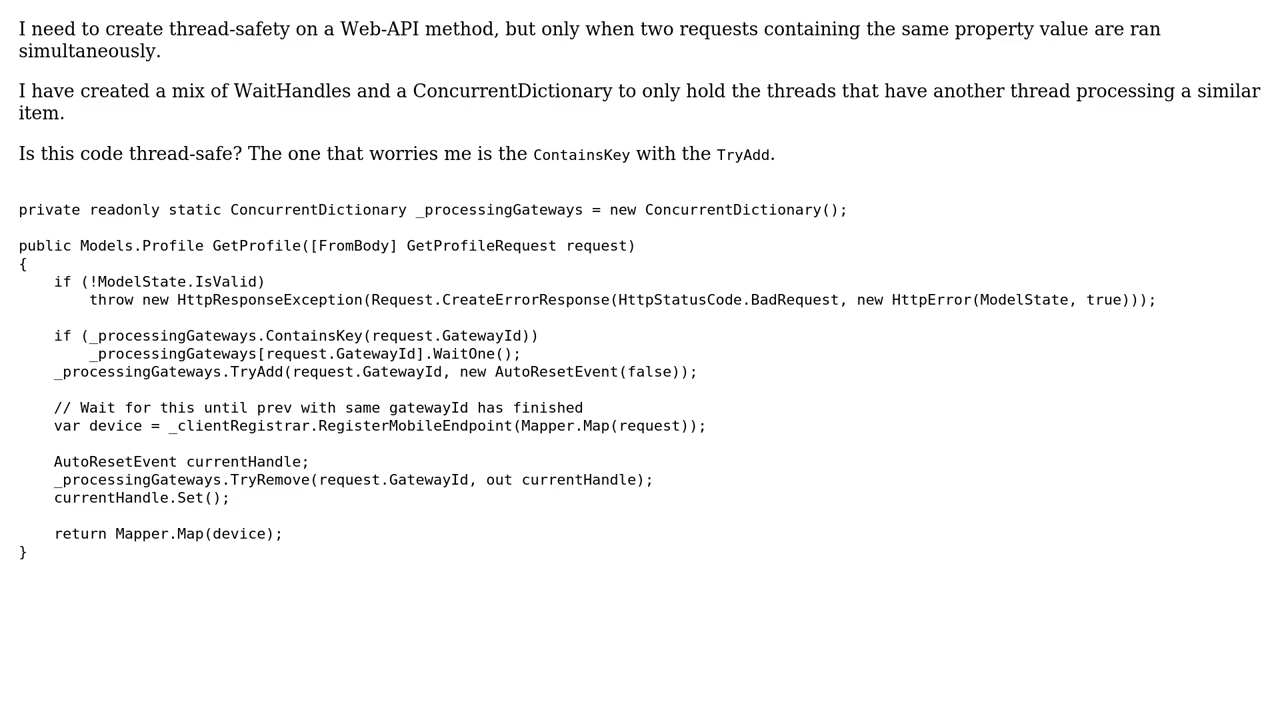 I need to create thread-safety on a Web-API method, but only when two requests containing the same property value are ran
simultaneously.
I have created a mix of WaitHandles and a ConcurrentDictionary to only hold the threads that have another thread processing a similar
item.
Is this code thread-safe? The one that worries me is the ContainsKey with the TryAdd.
private readonly static ConcurrentDictionary _processingGateways = new ConcurrentDictionary();
public Models.Profile GetProfile([FromBody] GetProfileRequest request)
{
    if (!ModelState.IsValid)
        throw new HttpResponseException(Request.CreateErrorResponse(HttpStatusCode.BadRequest, new HttpError(ModelState, true)));
    if (_processingGateways.ContainsKey(request.GatewayId))
        _processingGateways[request.GatewayId].WaitOne();
    _processingGateways.TryAdd(request.GatewayId, new AutoResetEvent(false));
    // Wait for this until prev with same gatewayId has finished
    var device = _clientRegistrar.RegisterMobileEndpoint(Mapper.Map(request));
    AutoResetEvent currentHandle;
    _processingGateways.TryRemove(request.GatewayId, out currentHandle);
    currentHandle.Set();
    return Mapper.Map(device);
}